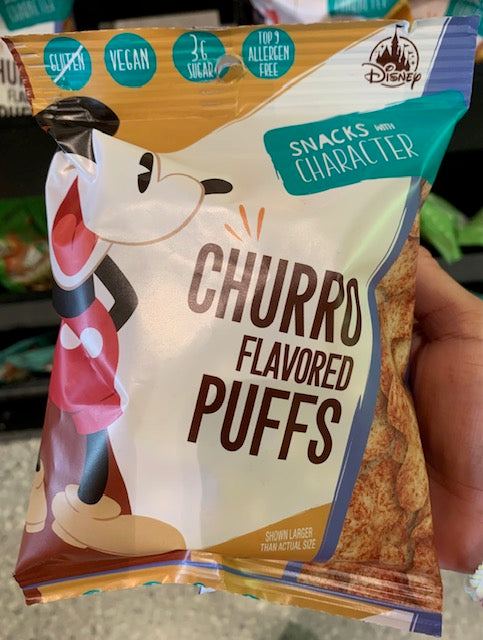 GLUTEN
VEGAN
3G
SUGAR
TOP 9
ALLERGEN
FREE
Disney
SNACKS WITH
CHARACTER
CHURRO
FLAVORED
PUFFS
SHOWN LARGER
THAN ACTUAL SIZE